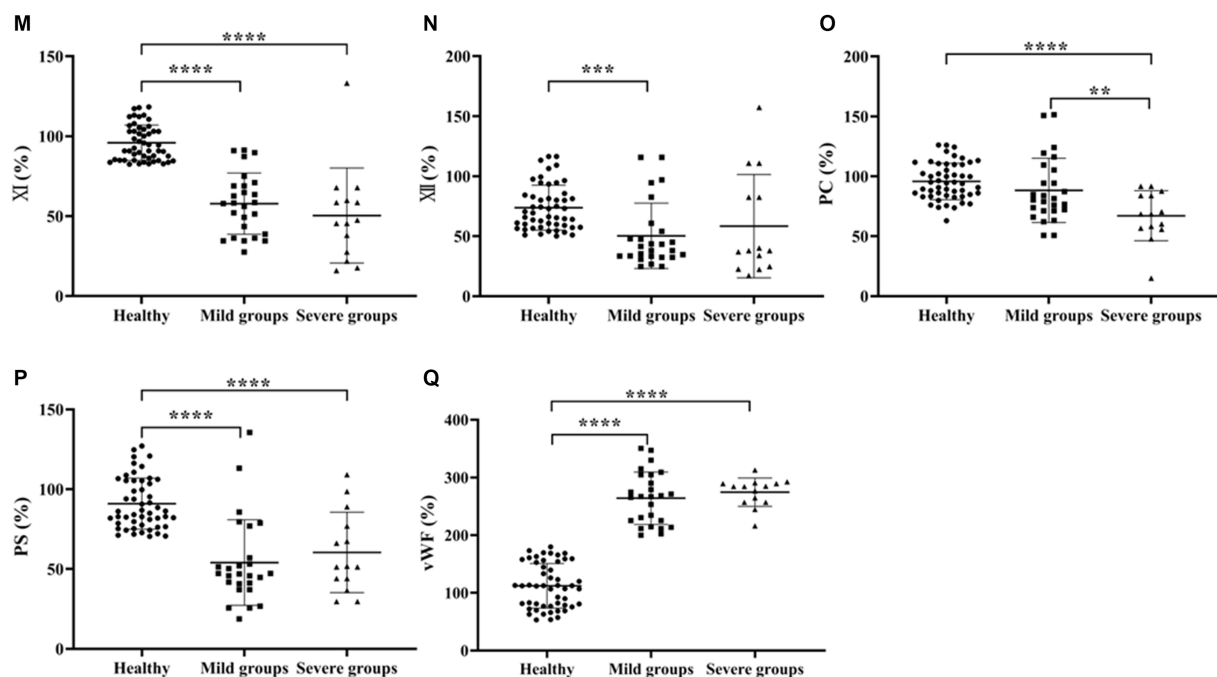 M
****
****
XI (%)
150
100
50
0
Healthy Mild groups Severe groups
N
***
XII (%)
200
150
100
50
0
Healthy Mild groups Severe groups
O
****
**
PC (%)
200
150
100
50
0
Healthy Mild groups Severe groups
P
****
****
PS (%)
150
100
50
0
Healthy Mild groups Severe groups
Q
****
****
vWF (%)
400
300
200
100
0
Healthy Mild groups Severe groups